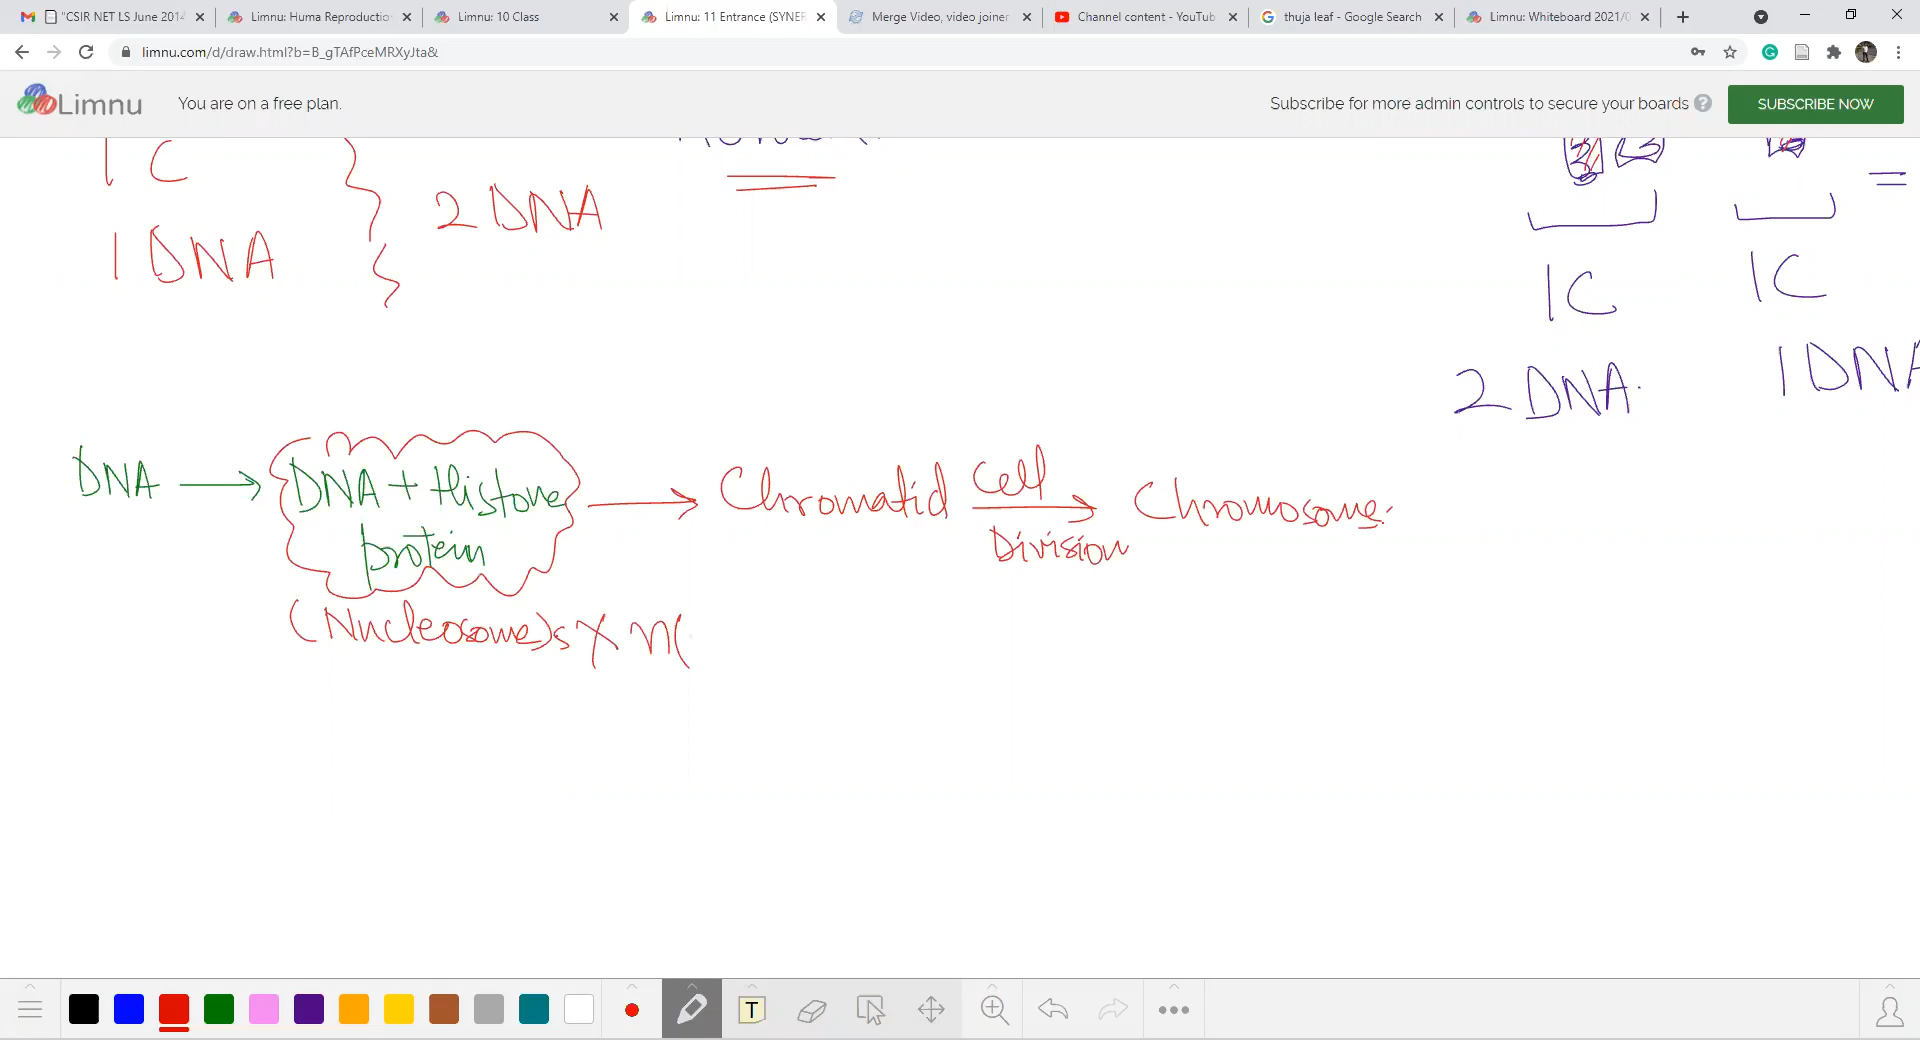 "CSIR NET LS June 2014
Limnu: Huma Reproductio
Limnu: 10 Class
Limnu: 11 Entrance (SYNER
Merge Video, video joiner
Channel content - YouTub
thuja leaf - Google Search
Limnu: Whiteboard 2021/0
limnu.com/d/draw.html?b=B_gTAfPceMRXyJta&
Limnu
You are on a free plan.
Subscribe for more admin controls to secure your boards ?
SUBSCRIBE NOW
1 C
2 DNA
1 DNA
=
1C
1C
2 DNA.
1 DNA
DNA → DNA + Histone → Chromatid Cell → Chromosome.
protein
Division
(Nucleosome)s X n(
T